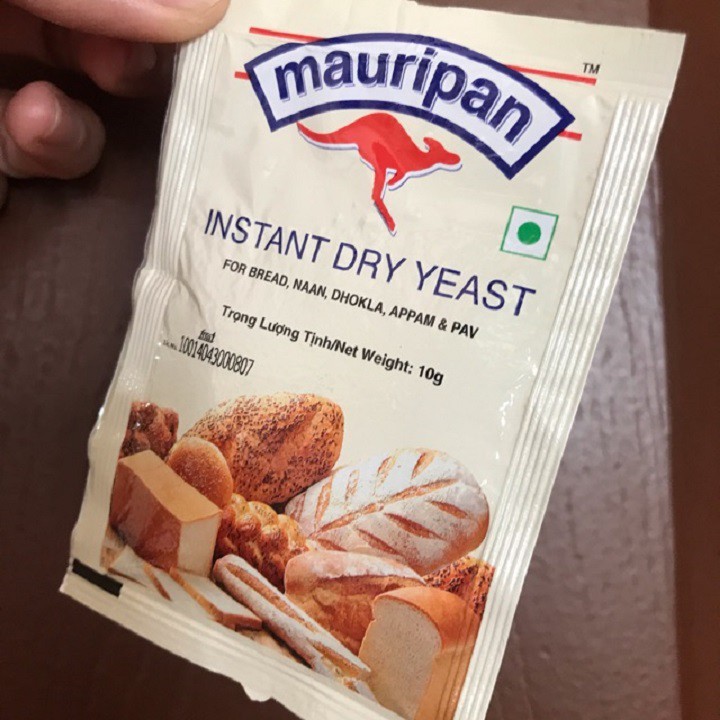 mauripan
TM
INSTANT DRY YEAST
FOR BREAD, NAAN, DHOKLA, APPAM & PAV
Trọng Lượng Tịnh/Net Weight: 10g
10014043000807